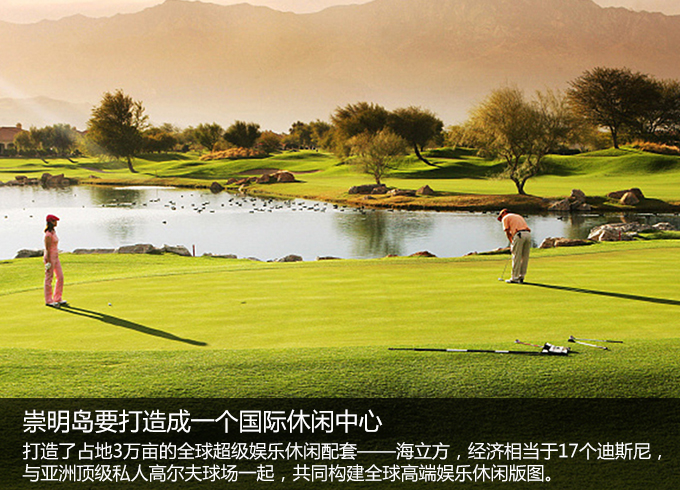 崇明岛要打造成一个国际休闲中心
打造了占地3万亩的全球超级娱乐休闲配套——海立方，经济相当于17个迪斯尼，
与亚洲顶级私人高尔夫球场一起，共同构建全球高端娱乐休闲版图。